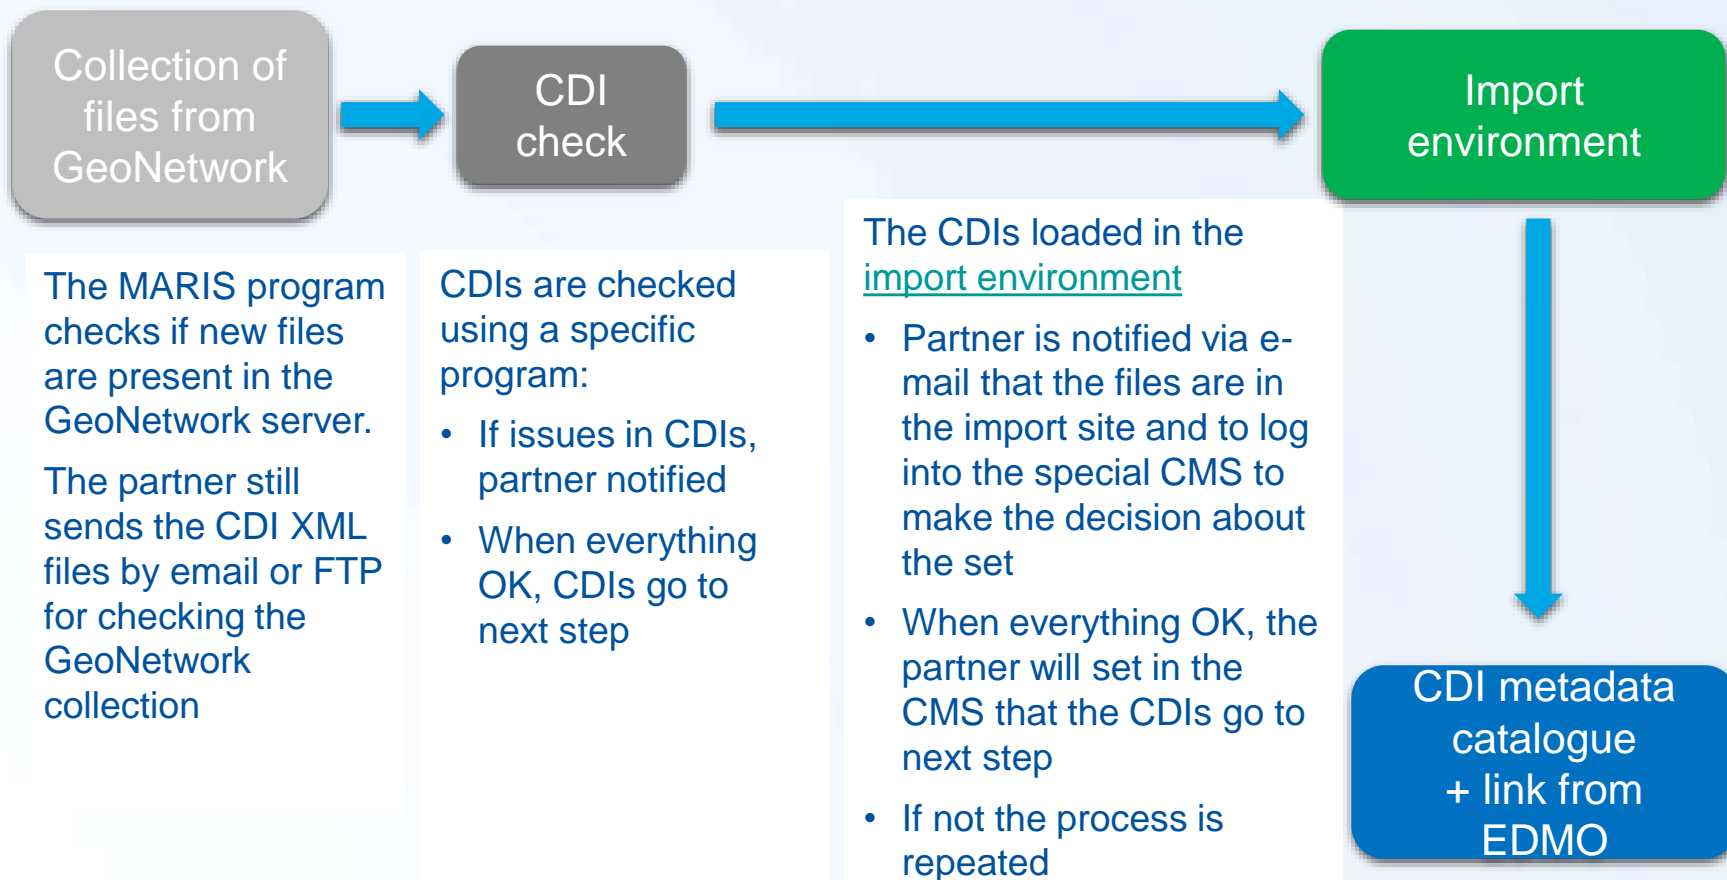 Collection of
files from
GeoNetwork
CDI
check
Import
environment
The MARIS program
checks if new files
are present in the
GeoNetwork server.
The partner still
sends the CDI XML
files by email or FTP
for checking the
GeoNetwork
collection
CDIs are checked
using a specific
program:
• If issues in CDIs,
partner notified
• When everything
OK, CDIs go to
next step
The CDIs loaded in the
import environment
• Partner is notified via e-
mail that the files are in
the import site and to log
into the special CMS to
make the decision about
the set
• When everything OK, the
partner will set in the
CMS that the CDIs go to
next step
• If not the process is
repeated
CDI metadata
catalogue
+ link from
EDMO